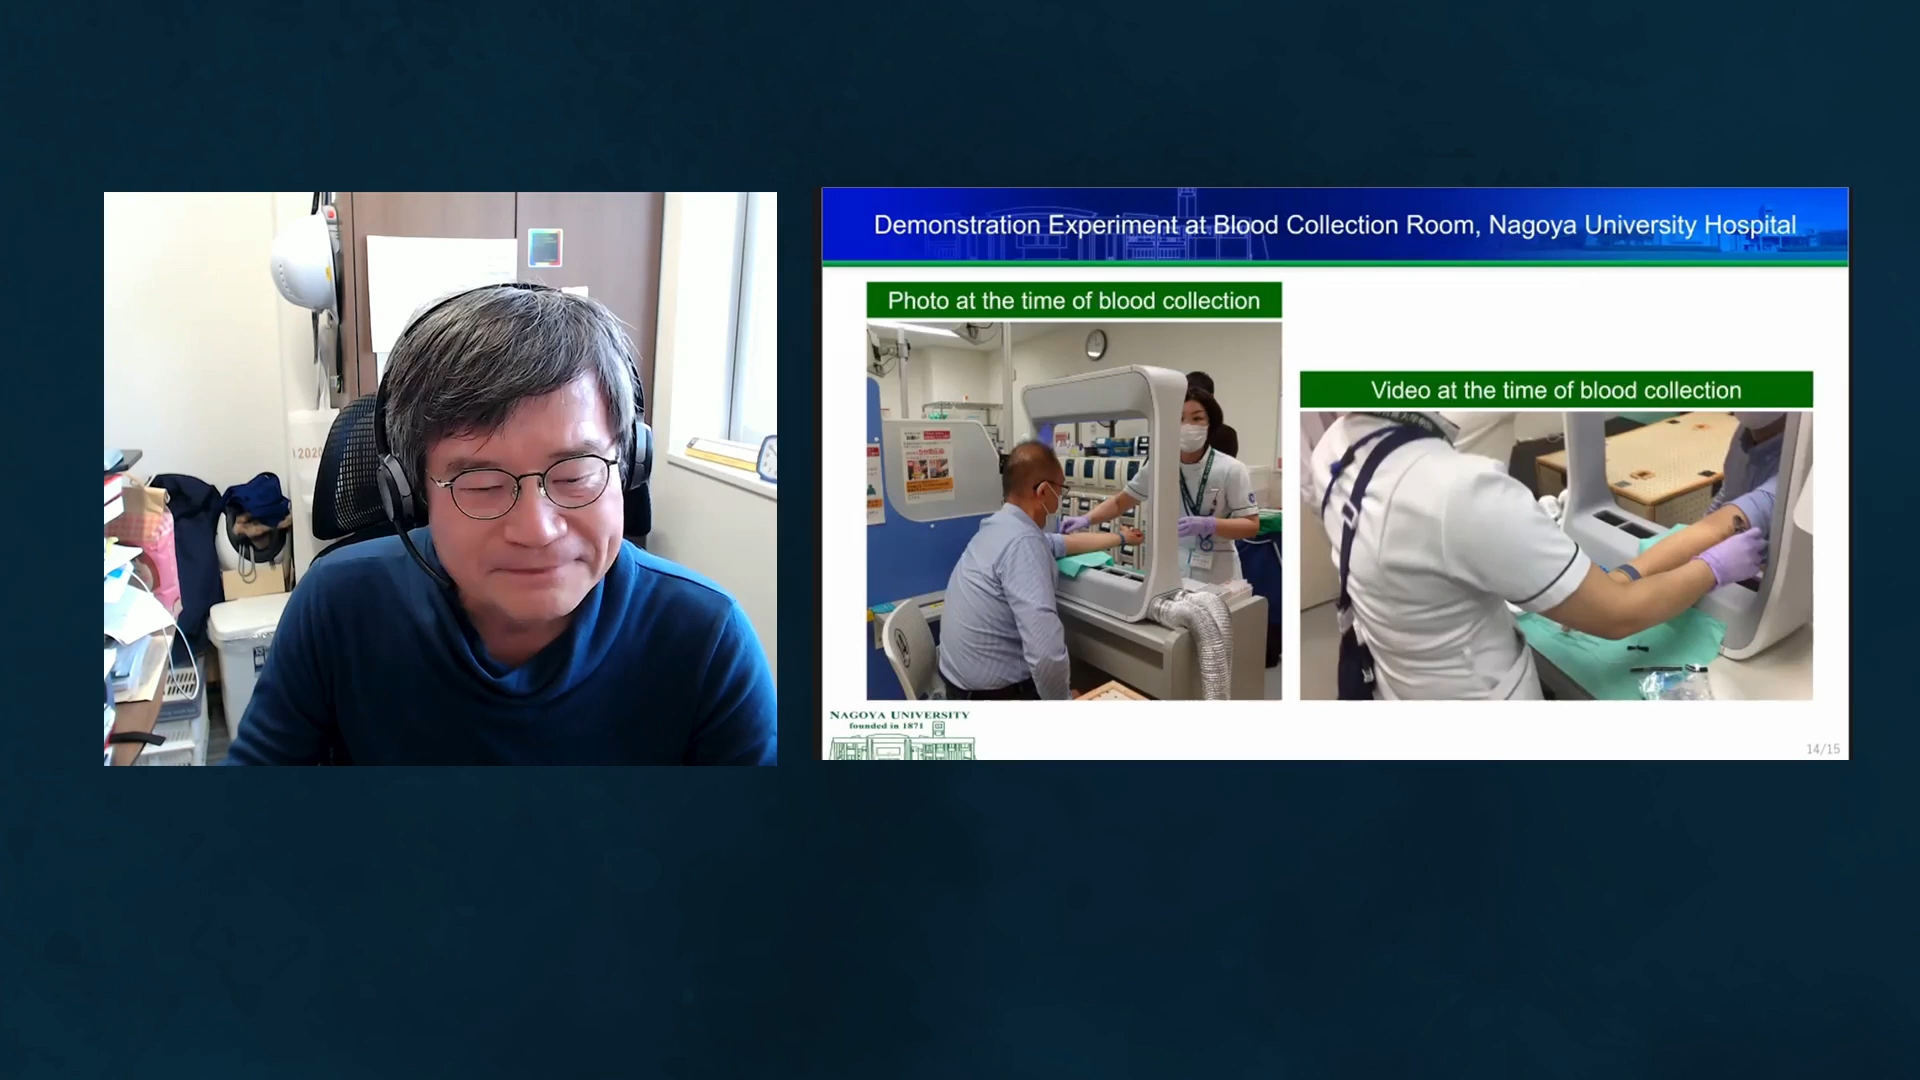 2020
Demonstration Experiment at Blood Collection Room, Nagoya University Hospital
Photo at the time of blood collection
Video at the time of blood collection
NAGOYA UNIVERSITY
founded in 1871
14/15